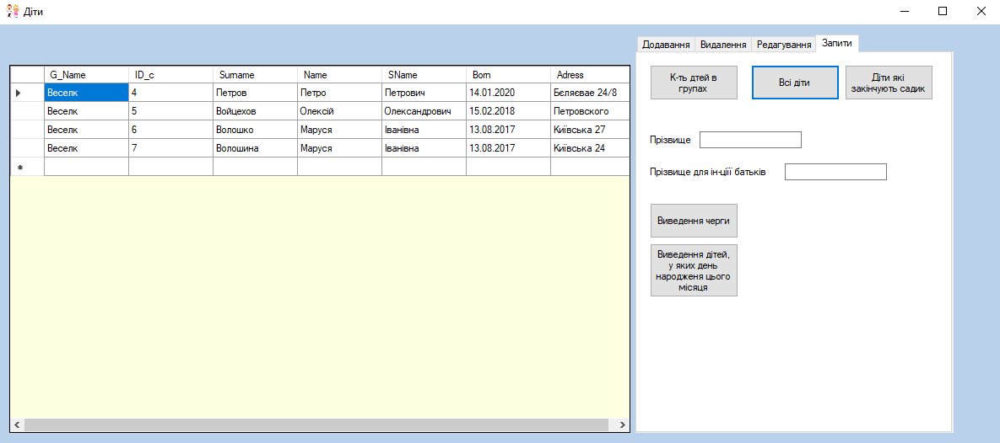 Діти
Додавання Видалення Редагування Запити
G_Name ID_c Surname Name SName Born Adress
Веселк 4 Петров Петро Петрович 14.01.2020 Беляєвае 24/8
Веселк 5 Войцехов Олексій Олександрович 15.02.2018 Петровского
Веселк 6 Волошко Маруся Іванівна 13.08.2017 Київська 27
Веселк 7 Волошина Маруся Іванівна 13.08.2017 Київська 24
К-ть дтей в
групах
Всі діти
Діти які
закінчують садик
Прізвище
Прізвище для ін-ціїї батьків
Виведення черги
Виведення дітей,
у яких день
народженя цього
місяця